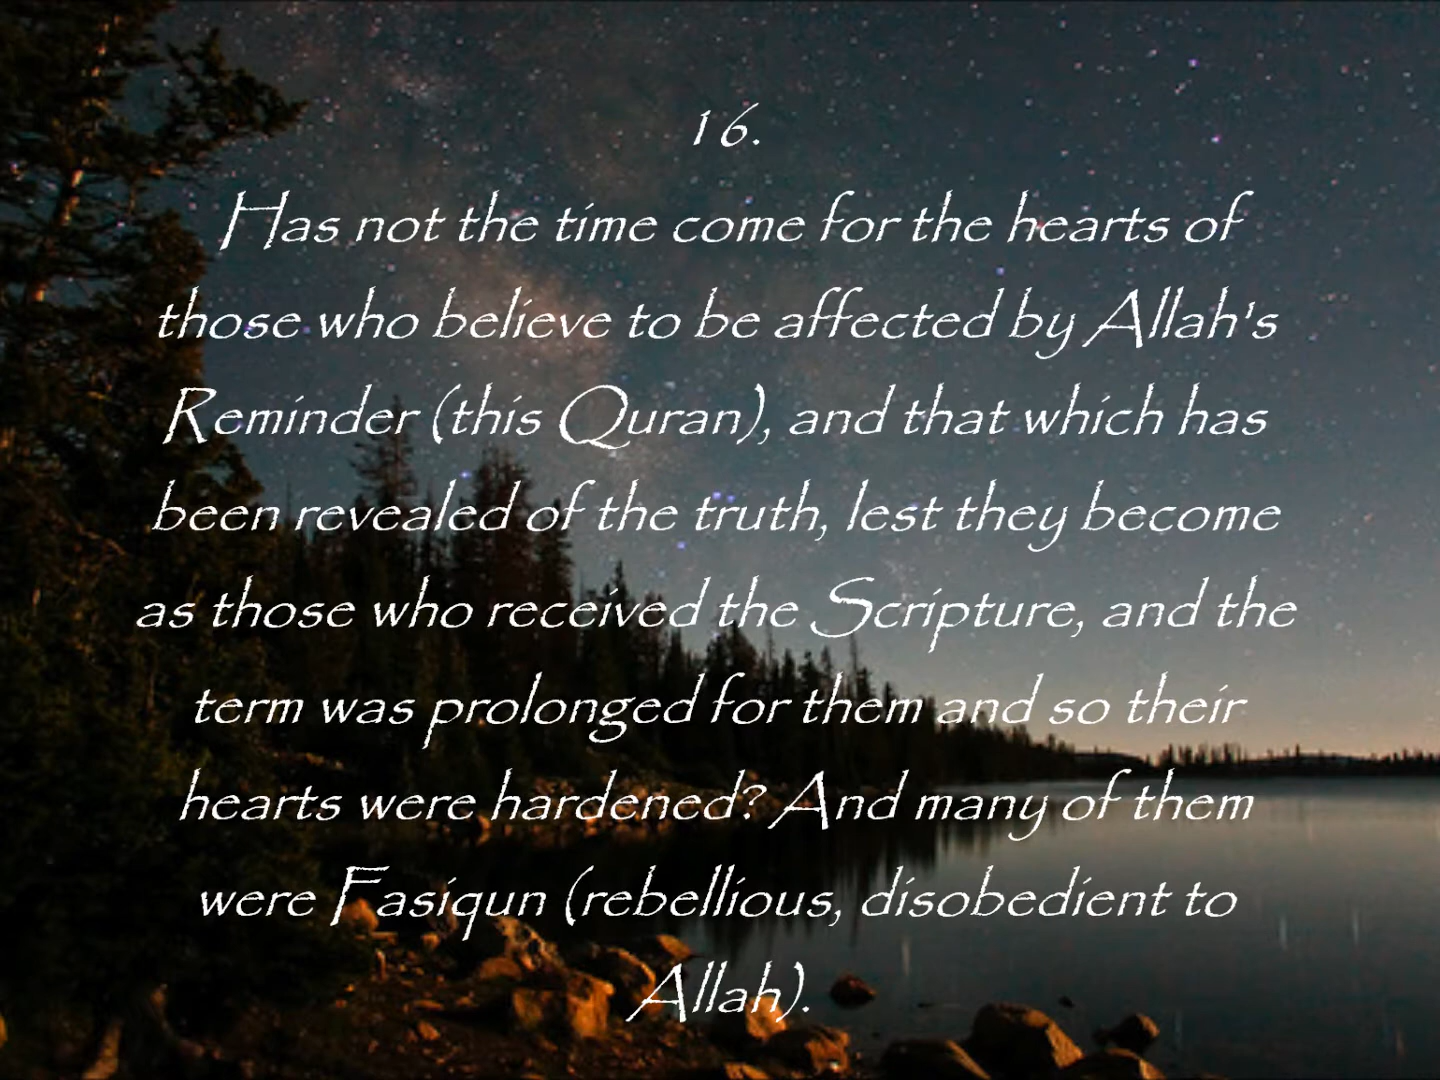 16.
Has not the time come for the hearts of
those who believe to be affected by Allah's
Reminder (this Quran), and that which has
been revealed of the truth, lest they become
as those who received the Scripture, and the
term was prolonged for them and so their
hearts were hardened? And many of them
were Fasiqun (rebellious, disobedient to
Allah).